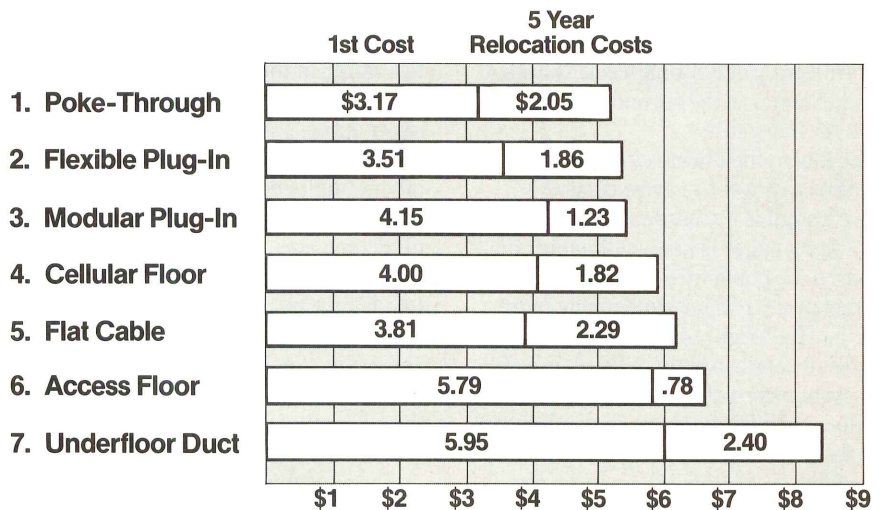 5 Year
1st Cost Relocation Costs
1. Poke-Through $3.17 $2.05
2. Flexible Plug-In 3.51 1.86
3. Modular Plug-In 4.15 1.23
4. Cellular Floor 4.00 1.82
5. Flat Cable 3.81 2.29
6. Access Floor 5.79 .78
7. Underfloor Duct 5.95 2.40
$1 $2 $3 $4 $5 $6 $7 $8 $9